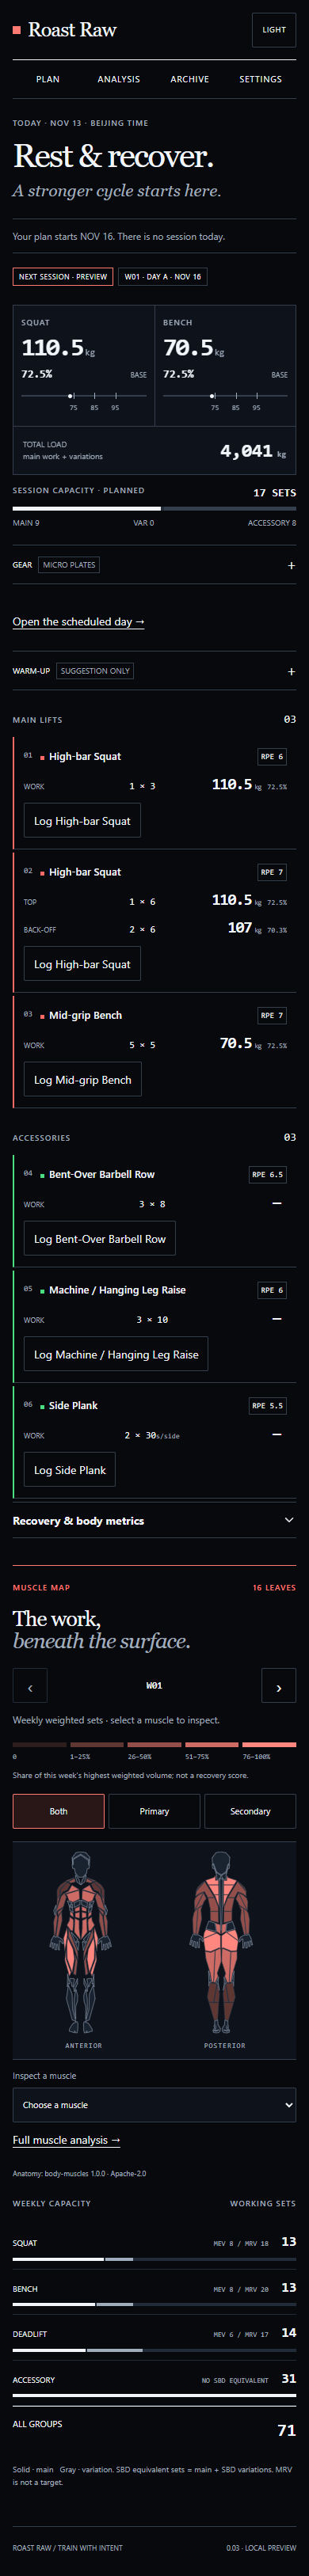 Roast Raw
LIGHT
PLAN ANALYSIS ARCHIVE SETTINGS
TODAY · NOV 13 · BEIJING TIME
Rest & recover.
A stronger cycle starts here.
Your plan starts NOV 16. There is no session today.
NEXT SESSION · PREVIEW W01 · DAY A · NOV 16
SQUAT BENCH
110.5 kg 70.5 kg
72.5% BASE 72.5% BASE
75 85 95 75 85 95
TOTAL LOAD
main work + variations
4,041 kg
SESSION CAPACITY · PLANNED 17 SETS
MAIN 9 VAR 0 ACCESSORY 8
GEAR MICRO PLATES +
Open the scheduled day →
WARM-UP SUGGESTION ONLY +
MAIN LIFTS 03
01 High-bar Squat RPE 6
WORK 1 × 3 110.5 kg 72.5%
Log High-bar Squat
02 High-bar Squat RPE 7
TOP 1 × 6 110.5 kg 72.5%
BACK-OFF 2 × 6 107 kg 70.3%
Log High-bar Squat
03 Mid-grip Bench RPE 7
WORK 5 × 5 70.5 kg 72.5%
Log Mid-grip Bench
ACCESSORIES 03
04 Bent-Over Barbell Row RPE 6.5
WORK 3 × 8 —
Log Bent-Over Barbell Row
05 Machine / Hanging Leg Raise RPE 6
WORK 3 × 10 —
Log Machine / Hanging Leg Raise
06 Side Plank RPE 5.5
WORK 2 × 30s/side —
Log Side Plank
Recovery & body metrics
MUSCLE MAP 16 LEAVES
The work,
beneath the surface.
‹ W01 ›
Weekly weighted sets · select a muscle to inspect.
0 1–25% 26–50% 51–75% 76–100%
Share of this week's highest weighted volume; not a recovery score.
Both Primary Secondary
ANTERIOR POSTERIOR
Inspect a muscle
Choose a muscle
Full muscle analysis →
Anatomy: body-muscles 1.0.0 · Apache-2.0
WEEKLY CAPACITY WORKING SETS
SQUAT MEV 8 / MRV 18 13
BENCH MEV 8 / MRV 20 13
DEADLIFT MEV 6 / MRV 17 14
ACCESSORY NO SBD EQUIVALENT 31
ALL GROUPS 71
Solid · main Gray · variation. SBD equivalent sets = main + SBD variations. MRV
is not a target.
ROAST RAW / TRAIN WITH INTENT 0.03 · LOCAL PREVIEW